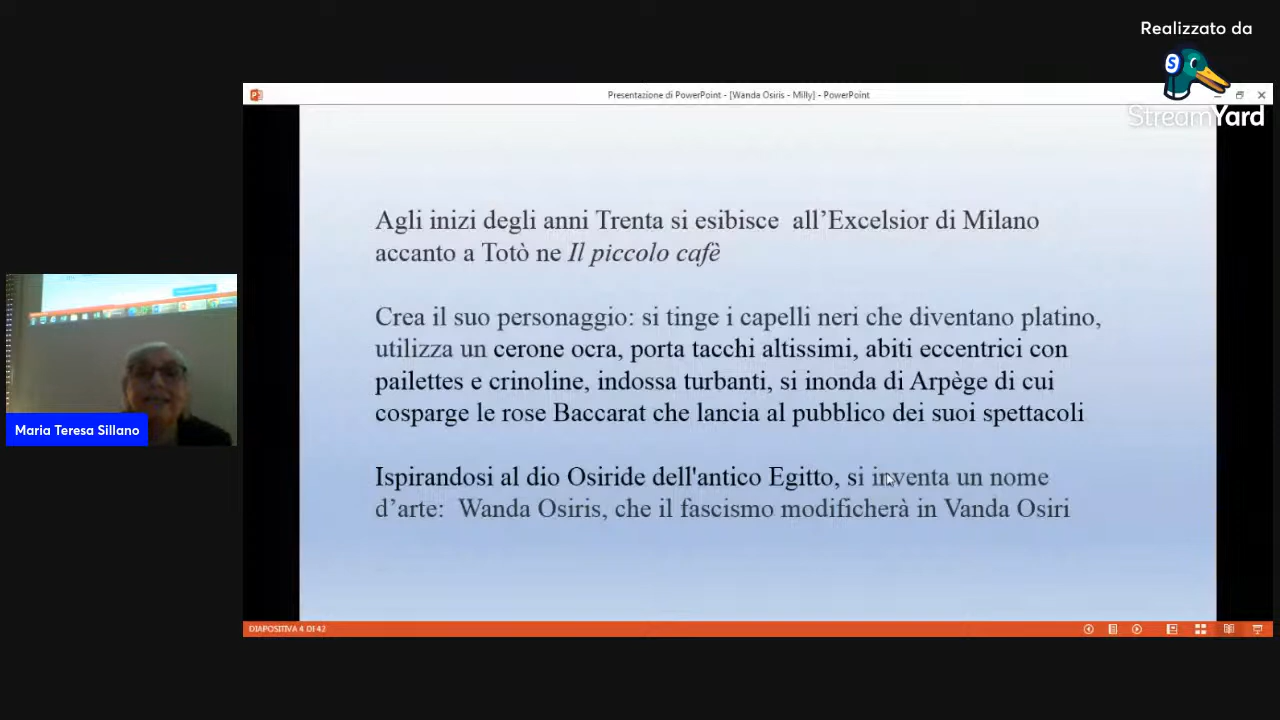 Realizzato da
StreamYard
Presentazione di PowerPoint - [Wanda Osiris - Milly] - PowerPoint
Agli inizi degli anni Trenta si esibisce all’Excelsior di Milano
accanto a Totò ne Il piccolo cafè
Crea il suo personaggio: si tinge i capelli neri che diventano platino,
utilizza un cerone ocra, porta tacchi altissimi, abiti eccentrici con
pailettes e crinoline, indossa turbanti, si inonda di Arpège di cui
cosparge le rose Baccarat che lancia al pubblico dei suoi spettacoli
Ispirandosi al dio Osiride dell'antico Egitto, si inventa un nome
d’arte: Wanda Osiris, che il fascismo modificherà in Vanda Osiri
Maria Teresa Sillano
DIAPOSITIVA 4 DI 42